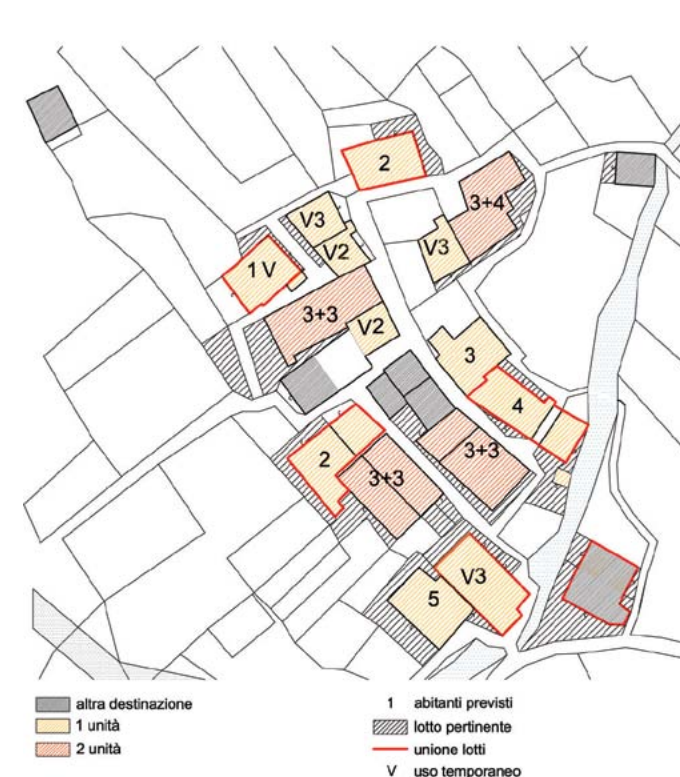 2
3+4
V3
V2
V3
1 V
3+3
V2
3
4
3+3
2
3+3
V3
5
altra destinazione
1 unità
2 unità
1 abitanti previsti
lotto pertinente
unione lotti
V uso temporaneo